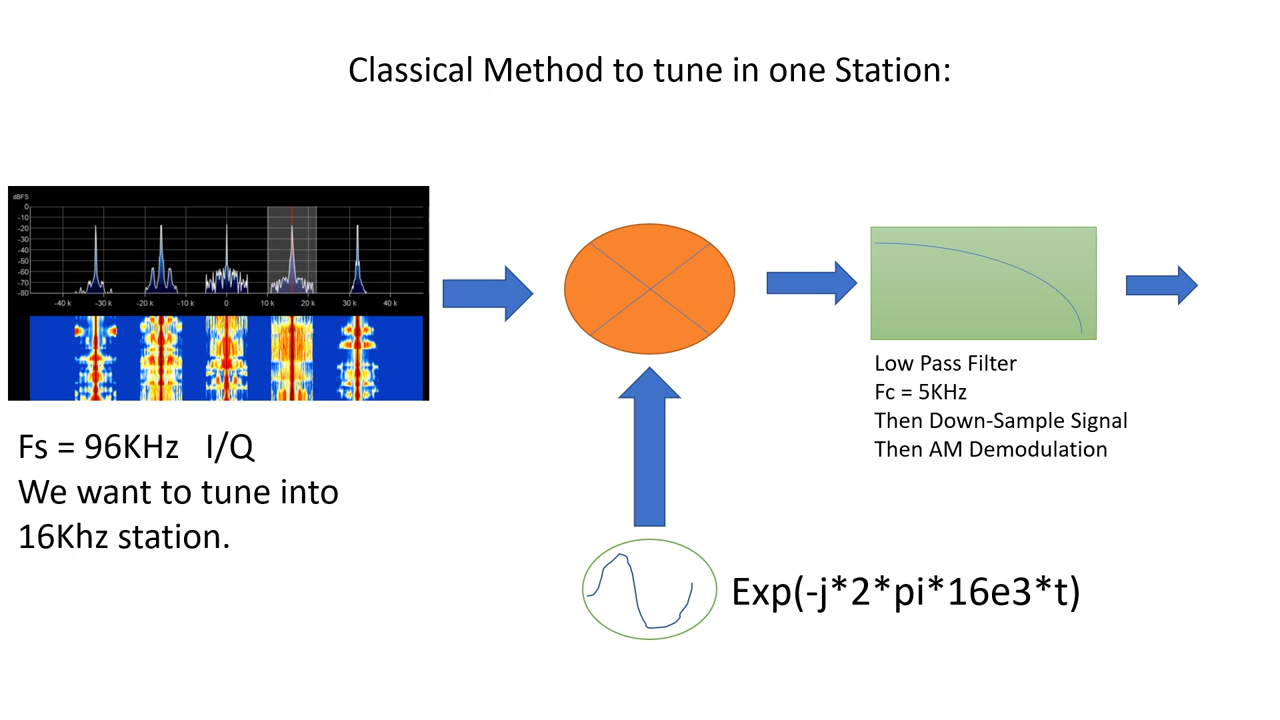 Classical Method to tune in one Station:
dBFS
0
-10
-20
-30
-40
-50
-60
-70
-80
-40 k -30 k -20 k -10 k 0 10 k 20 k 30 k 40 k
Fs = 96KHz I/Q
We want to tune into
16Khz station.
Low Pass Filter
Fc = 5KHz
Then Down-Sample Signal
Then AM Demodulation
Exp(-j*2*pi*16e3*t)